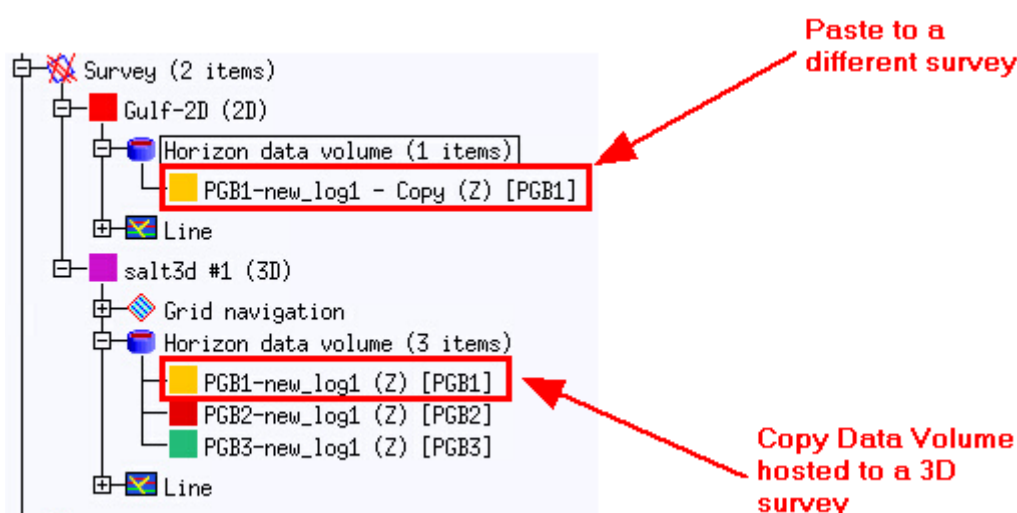 Paste to a
different survey
Survey (2 items)
Gulf-2D (2D)
Horizon data volume (1 items)
PGB1-new_log1 - Copy (Z) [PGB1]
Line
salt3d #1 (3D)
Grid navigation
Horizon data volume (3 items)
PGB1-new_log1 (Z) [PGB1]
PGB2-new_log1 (Z) [PGB2]
PGB3-new_log1 (Z) [PGB3]
Line
Copy Data Volume
hosted to a 3D
survey